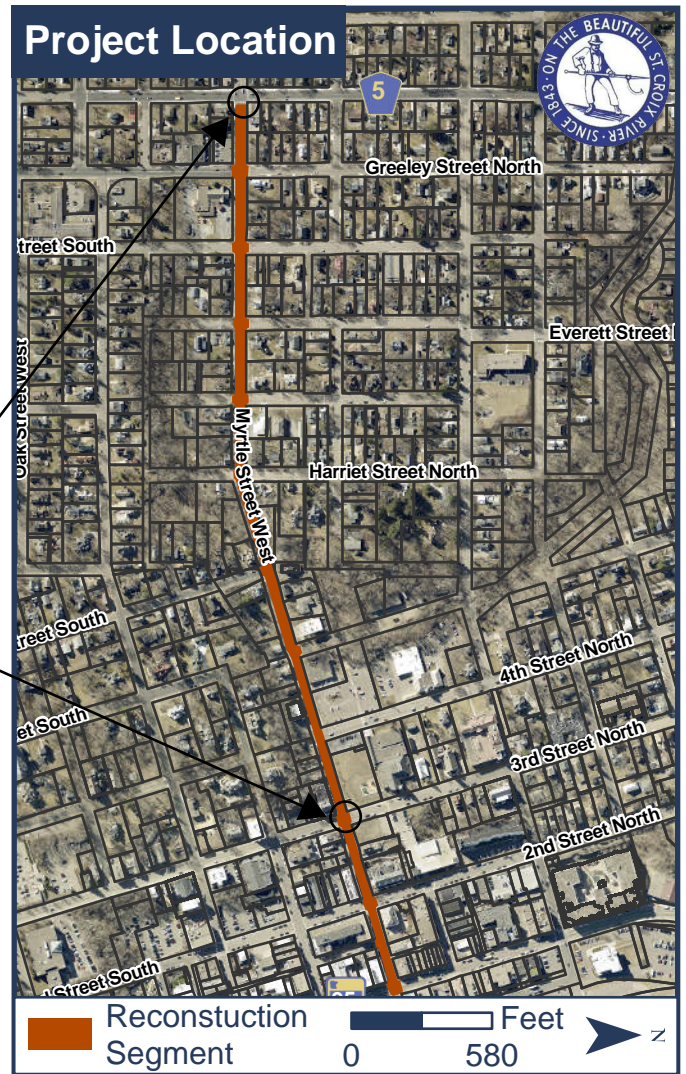 Project Location
ON THE BEAUTIFUL ST. CROIX RIVER · SINCE 1843 ·
5
Greeley Street North
treet South
Everett Street
Oak Street West
Myrtle Street West
Harriet Street North
treet South
4th Street North
et South
3rd Street North
2nd Street North
Street South
Reconstuction
Segment
Feet
0 580
N